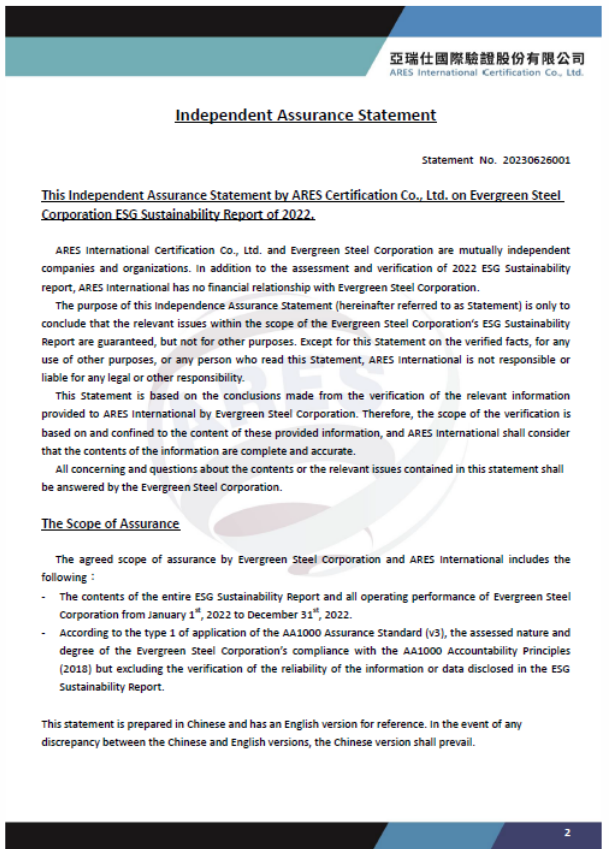 亞瑞仕國際驗證股份有限公司
ARES International Certification Co., Ltd.
Independent Assurance Statement
Statement No. 20230626001
This Independent Assurance Statement by ARES Certification Co., Ltd. on Evergreen Steel
Corporation ESG Sustainability Report of 2022.
ARES International Certification Co., Ltd. and Evergreen Steel Corporation are mutually independent
companies and organizations. In addition to the assessment and verification of 2022 ESG Sustainability
report, ARES International has no financial relationship with Evergreen Steel Corporation.
The purpose of this Independence Assurance Statement (hereinafter referred to as Statement) is only to
conclude that the relevant issues within the scope of the Evergreen Steel Corporation's ESG Sustainability
Report are guaranteed, but not for other purposes. Except for this Statement on the verified facts, for any
use of other purposes, or any person who read this Statement, ARES International is not responsible or
liable for any legal or other responsibility.
This Statement is based on the conclusions made from the verification of the relevant information
provided to ARES International by Evergreen Steel Corporation. Therefore, the scope of the verification is
based on and confined to the content of these provided information, and ARES International shall consider
that the contents of the information are complete and accurate.
All concerning and questions about the contents or the relevant issues contained in this statement shall
be answered by the Evergreen Steel Corporation.
ARES
The Scope of Assurance
The agreed scope of assurance by Evergreen Steel Corporation and ARES International includes the
following：
- The contents of the entire ESG Sustainability Report and all operating performance of Evergreen Steel
Corporation from January 1st, 2022 to December 31st, 2022.
- According to the type 1 of application of the AA1000 Assurance Standard (v3), the assessed nature and
degree of the Evergreen Steel Corporation's compliance with the AA1000 Accountability Principles
(2018) but excluding the verification of the reliability of the information or data disclosed in the ESG
Sustainability Report.
This statement is prepared in Chinese and has an English version for reference. In the event of any
discrepancy between the Chinese and English versions, the Chinese version shall prevail.
2